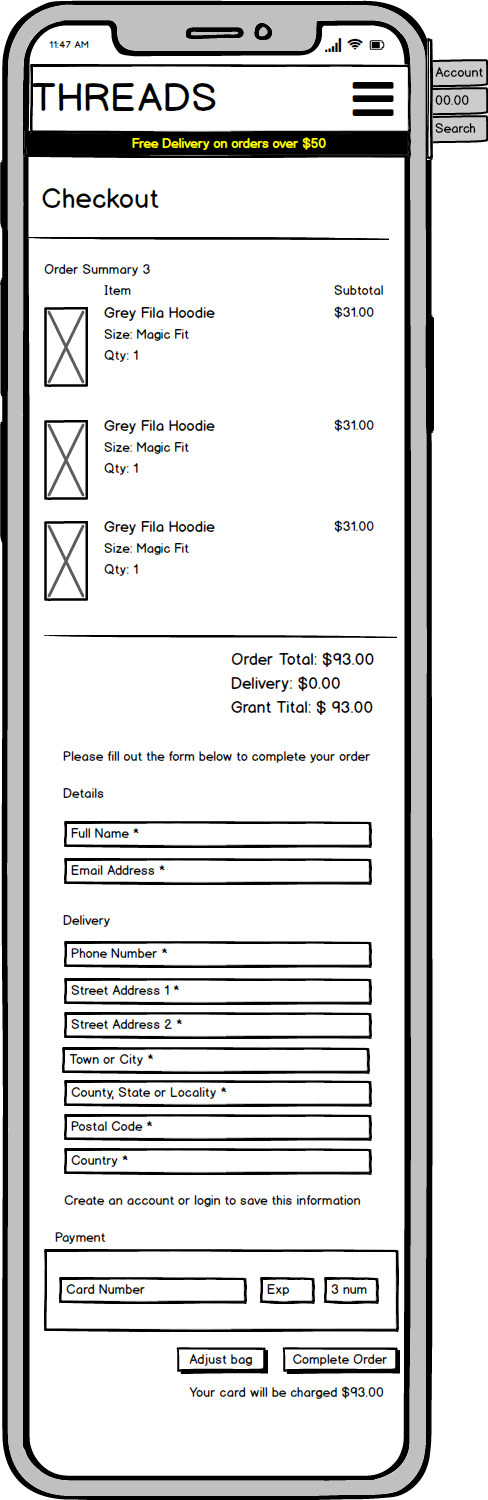 11:47 AM
THREADS
Account
00.00
Search
Free Delivery on orders over $50
Checkout
Order Summary 3
Item Subtotal
Grey Fila Hoodie $31.00
Size: Magic Fit
Qty: 1
Grey Fila Hoodie $31.00
Size: Magic Fit
Qty: 1
Grey Fila Hoodie $31.00
Size: Magic Fit
Qty: 1
Order Total: $93.00
Delivery: $0.00
Grant Tital: $ 93.00
Please fill out the form below to complete your order
Details
Full Name *
Email Address *
Delivery
Phone Number *
Street Address 1 *
Street Address 2 *
Town or City *
County, State or Locality *
Postal Code *
Country *
Create an account or login to save this information
Payment
Card Number Exp 3 num
Adjust bag Complete Order
Your card will be charged $93.00